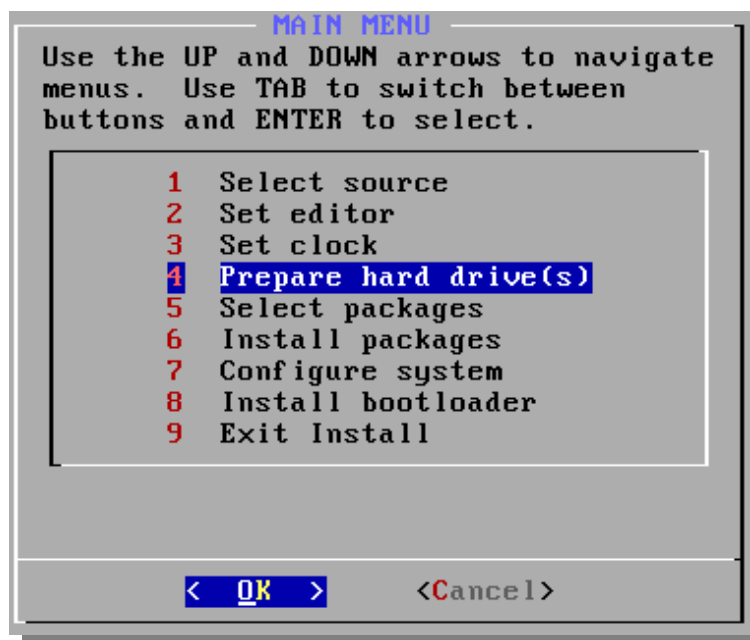 MAIN MENU
Use the UP and DOWN arrows to navigate
menus.  Use TAB to switch between
buttons and ENTER to select.
1  Select source
2  Set editor
3  Set clock
4  Prepare hard drive(s)
5  Select packages
6  Install packages
7  Configure system
8  Install bootloader
9  Exit Install
<  OK  >  <Cancel>